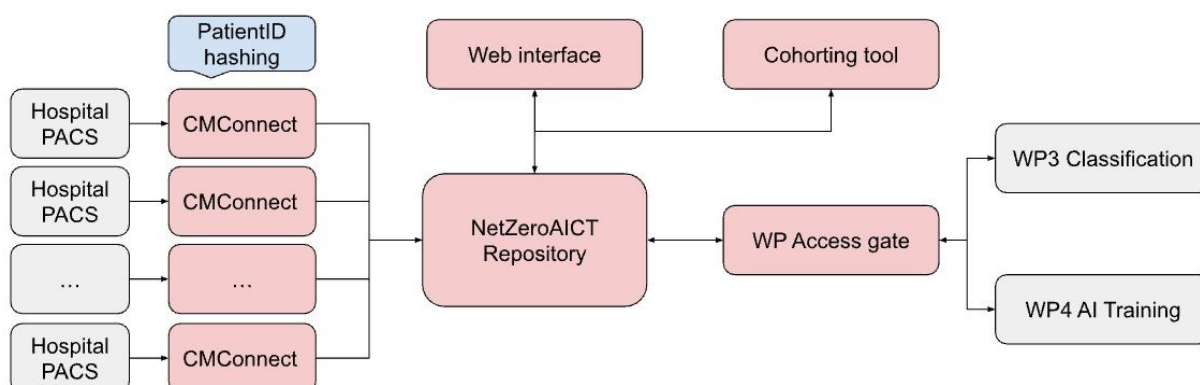 PatientID
hashing
Web interface
Cohorting tool
Hospital
PACS
CMConnect
Hospital
PACS
CMConnect
...
...
Hospital
PACS
CMConnect
NetZeroAICT
Repository
WP Access gate
WP3 Classification
WP4 AI Training